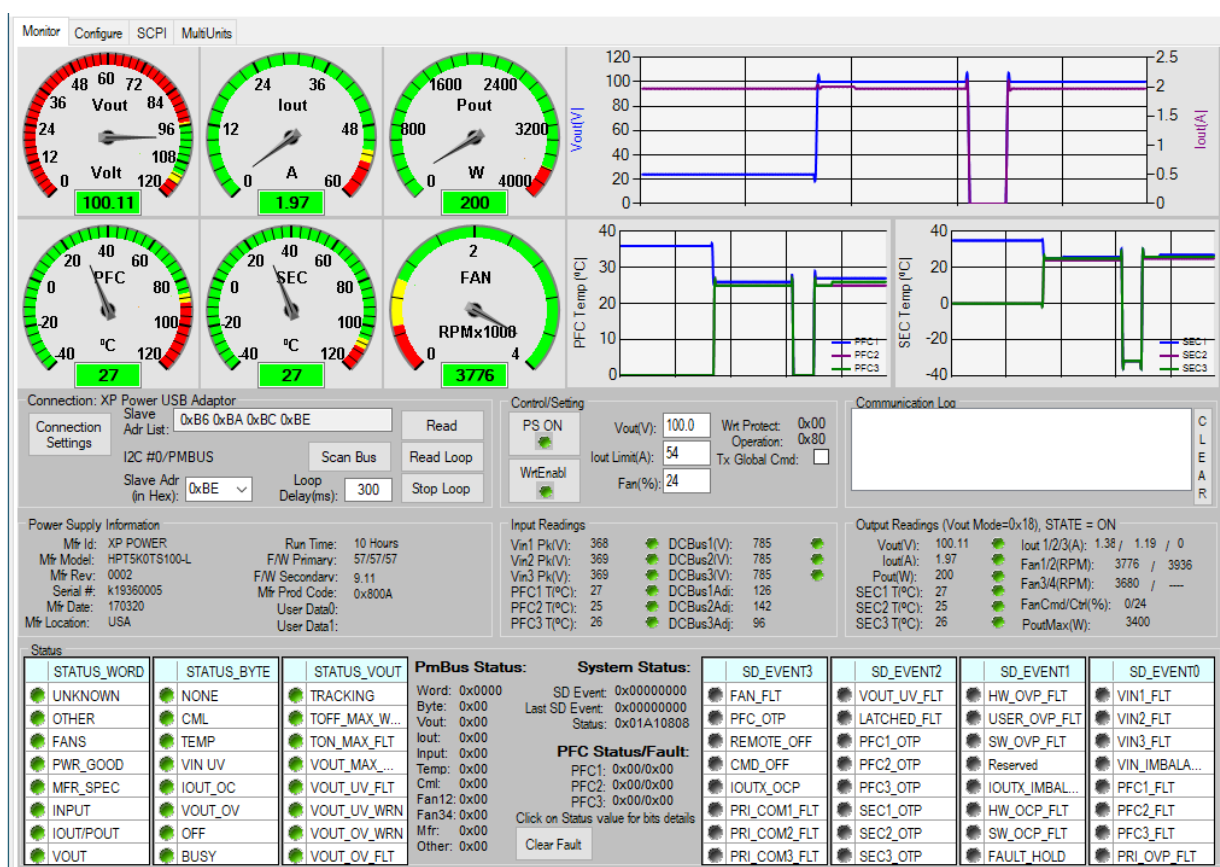 Monitor Configure SCPI MultiUnits
0 12 24 36 48 60 72 84 96 108 120
Vout
Volt
100.11
0 12 24 36 48 60
Iout
A
1.97
0 800 1600 2400 3200 4000
Pout
W
200
Vout[V]
120
100
80
60
40
20
0
2.5
2
1.5
1
0.5
0
Iout[A]
-40 -20 0 20 40 60 80 100 120
PFC
ºC
27
-40 -20 0 20 40 60 80 100 120
SEC
ºC
27
0 2 4
FAN
RPMx1000
3776
PFC Temp [ºC]
40
30
20
10
0
PFC1
PFC2
PFC3
SEC Temp [ºC]
40
20
0
-20
-40
SEC1
SEC2
SEC3
Connection: XP Power USB Adaptor
Connection Settings
Slave Adr List: 0xB6 0xBA 0xBC 0xBE
Read
I2C #0/PMBUS
Scan Bus
Read Loop
Slave Adr (in Hex): 0xBE
Loop Delay(ms): 300
Stop Loop
Control/Setting
PS ON
WrtEnabl
Vout(V): 100.0
Iout Limit(A): 54
Fan(%): 24
Wrt Protect: 0x00
Operation: 0x80
Tx Global Cmd:
Communication Log
CLEAR
Power Supply Information
Mfr Id: XP POWER
Mfr Model: HPT5K0TS100-L
Mfr Rev: 0002
Serial #: k19360005
Mfr Date: 170320
Mfr Location: USA
Run Time: 10 Hours
F/W Primary: 57/57/57
F/W Secondary: 9.11
Mfr Prod Code: 0x800A
User Data0:
User Data1:
Input Readings
Vin1 Pk(V): 368
Vin2 Pk(V): 369
Vin3 Pk(V): 369
PFC1 T(ºC): 27
PFC2 T(ºC): 25
PFC3 T(ºC): 26
DCBus1(V): 785
DCBus2(V): 785
DCBus3(V): 785
DCBus1Adj: 126
DCBus2Adj: 142
DCBus3Adj: 96
Output Readings (Vout Mode=0x18), STATE = ON
Vout(V): 100.11
Iout(A): 1.97
Pout(W): 200
SEC1 T(ºC): 27
SEC2 T(ºC): 25
SEC3 T(ºC): 26
Iout 1/2/3(A): 1.38 / 1.19 / 0
Fan1/2(RPM): 3776 / 3936
Fan3/4(RPM): 3680 / ----
FanCmd/Ctrl(%): 0/24
PoutMax(W): 3400
Status
STATUS_WORD
UNKNOWN
OTHER
FANS
PWR_GOOD
MFR_SPEC
INPUT
IOUT/POUT
VOUT
STATUS_BYTE
NONE
CML
TEMP
VIN UV
IOUT_OC
VOUT_OV
OFF
BUSY
STATUS_VOUT
TRACKING
TOFF_MAX_W...
TON_MAX_FLT
VOUT_MAX_...
VOUT_UV_FLT
VOUT_UV_WRN
VOUT_OV_WRN
VOUT_OV_FLT
PmBus Status:
Word: 0x0000
Byte: 0x00
Vout: 0x00
Iout: 0x00
Input: 0x00
Temp: 0x00
Cml: 0x00
Fan12: 0x00
Fan34: 0x00
Mfr: 0x00
Other: 0x00
System Status:
SD Event: 0x00000000
Last SD Event: 0x00000000
Status: 0x01A10808
PFC Status/Fault:
PFC1: 0x00/0x00
PFC2: 0x00/0x00
PFC3: 0x00/0x00
Click on Status value for bits details
Clear Fault
SD_EVENT3
FAN_FLT
PFC_OTP
REMOTE_OFF
CMD_OFF
IOUTX_OCP
PRI_COM1_FLT
PRI_COM2_FLT
PRI_COM3_FLT
SD_EVENT2
VOUT_UV_FLT
LATCHED_FLT
PFC1_OTP
PFC2_OTP
PFC3_OTP
SEC1_OTP
SEC2_OTP
SEC3_OTP
SD_EVENT1
HW_OVP_FLT
USER_OVP_FLT
SW_OVP_FLT
Reserved
IOUTX_IMBAL...
HW_OCP_FLT
SW_OCP_FLT
FAULT_HOLD
SD_EVENT0
VIN1_FLT
VIN2_FLT
VIN3_FLT
VIN_IMBALA...
PFC1_FLT
PFC2_FLT
PFC3_FLT
PRI_OVP_FLT